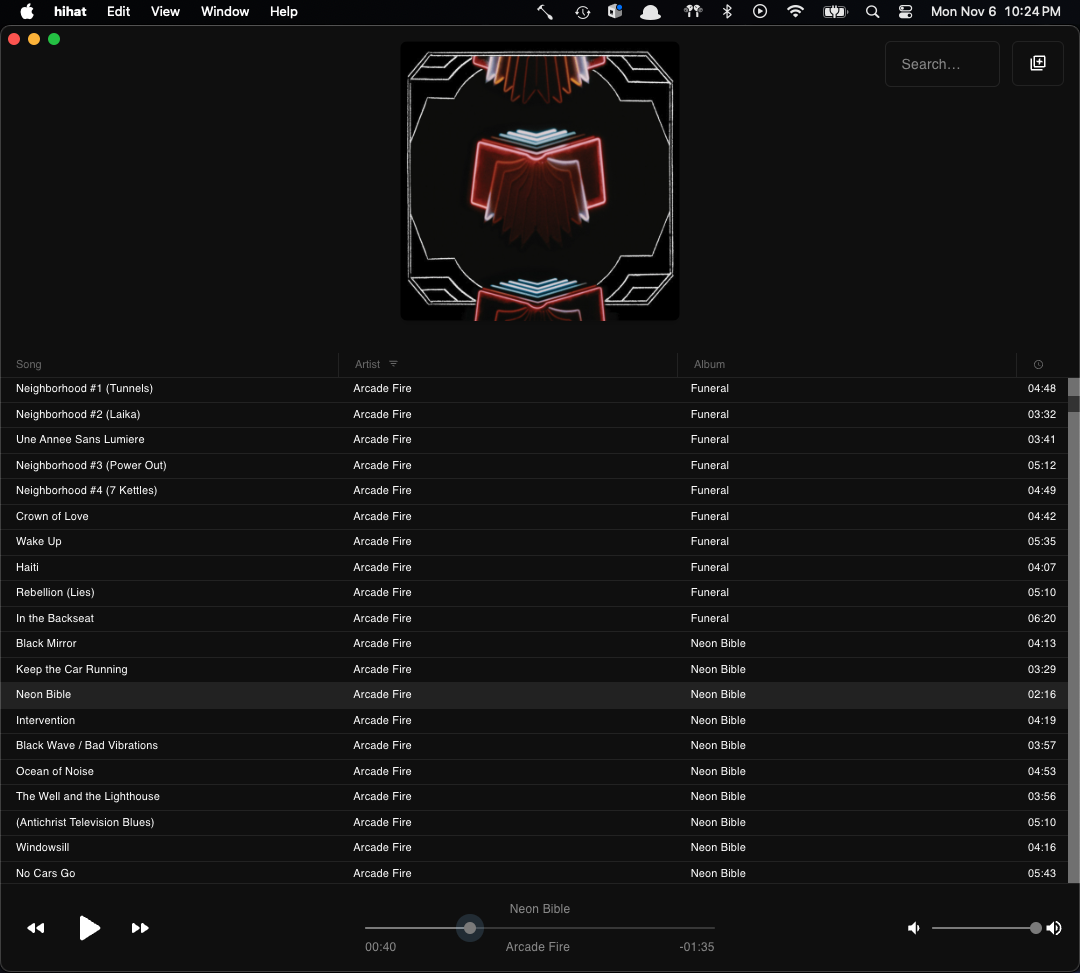 hihat Edit View Window Help Mon Nov 6 10:24 PM
Search...
Song Artist Album
Neighborhood #1 (Tunnels) Arcade Fire Funeral 04:48
Neighborhood #2 (Laika) Arcade Fire Funeral 03:32
Une Annee Sans Lumiere Arcade Fire Funeral 03:41
Neighborhood #3 (Power Out) Arcade Fire Funeral 05:12
Neighborhood #4 (7 Kettles) Arcade Fire Funeral 04:49
Crown of Love Arcade Fire Funeral 04:42
Wake Up Arcade Fire Funeral 05:35
Haiti Arcade Fire Funeral 04:07
Rebellion (Lies) Arcade Fire Funeral 05:10
In the Backseat Arcade Fire Funeral 06:20
Black Mirror Arcade Fire Neon Bible 04:13
Keep the Car Running Arcade Fire Neon Bible 03:29
Neon Bible Arcade Fire Neon Bible 02:16
Intervention Arcade Fire Neon Bible 04:19
Black Wave / Bad Vibrations Arcade Fire Neon Bible 03:57
Ocean of Noise Arcade Fire Neon Bible 04:53
The Well and the Lighthouse Arcade Fire Neon Bible 03:56
(Antichrist Television Blues) Arcade Fire Neon Bible 05:10
Windowsill Arcade Fire Neon Bible 04:16
No Cars Go Arcade Fire Neon Bible 05:43
Neon Bible
00:40 Arcade Fire -01:35